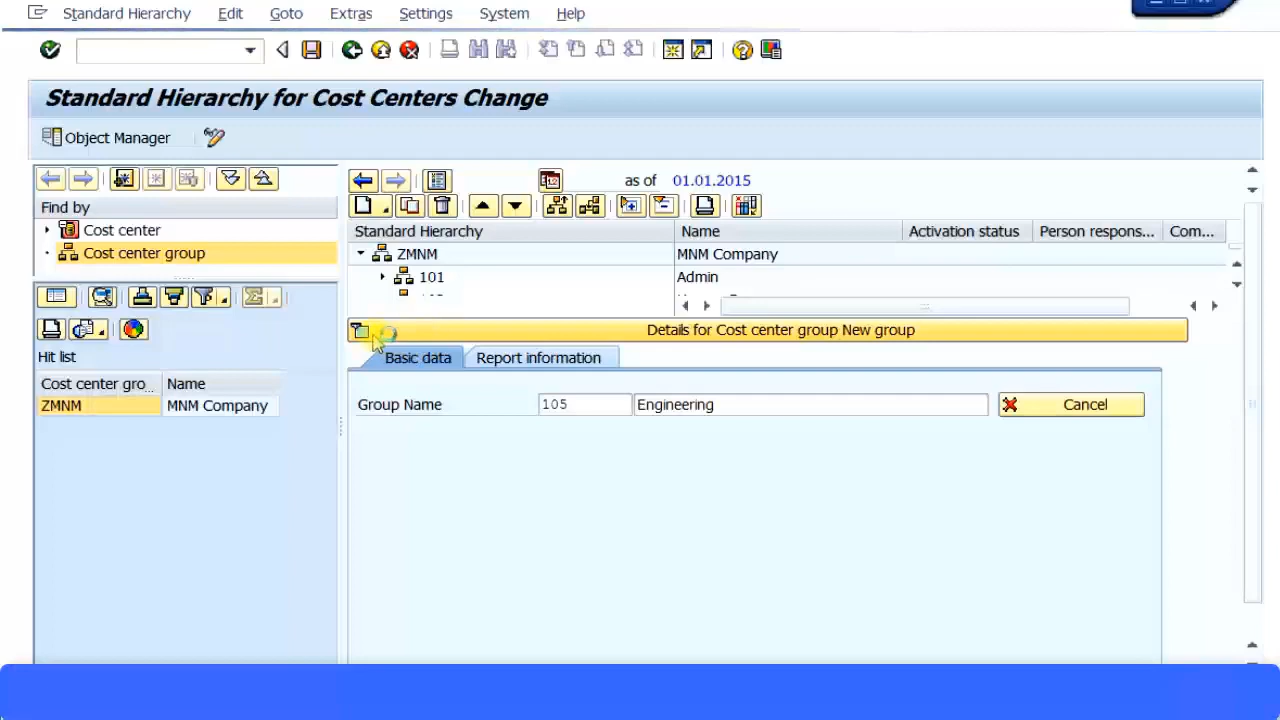 Standard Hierarchy Edit Goto Extras Settings System Help
Standard Hierarchy for Cost Centers Change
Object Manager
as of 01.01.2015
Find by
Cost center
Cost center group
Standard Hierarchy Name Activation status Person respons... Com...
ZMNM MNM Company
101 Admin
Details for Cost center group New group
Hit list
Basic data Report information
Cost center gro... Name
ZMNM MNM Company
Group Name 105 Engineering Cancel